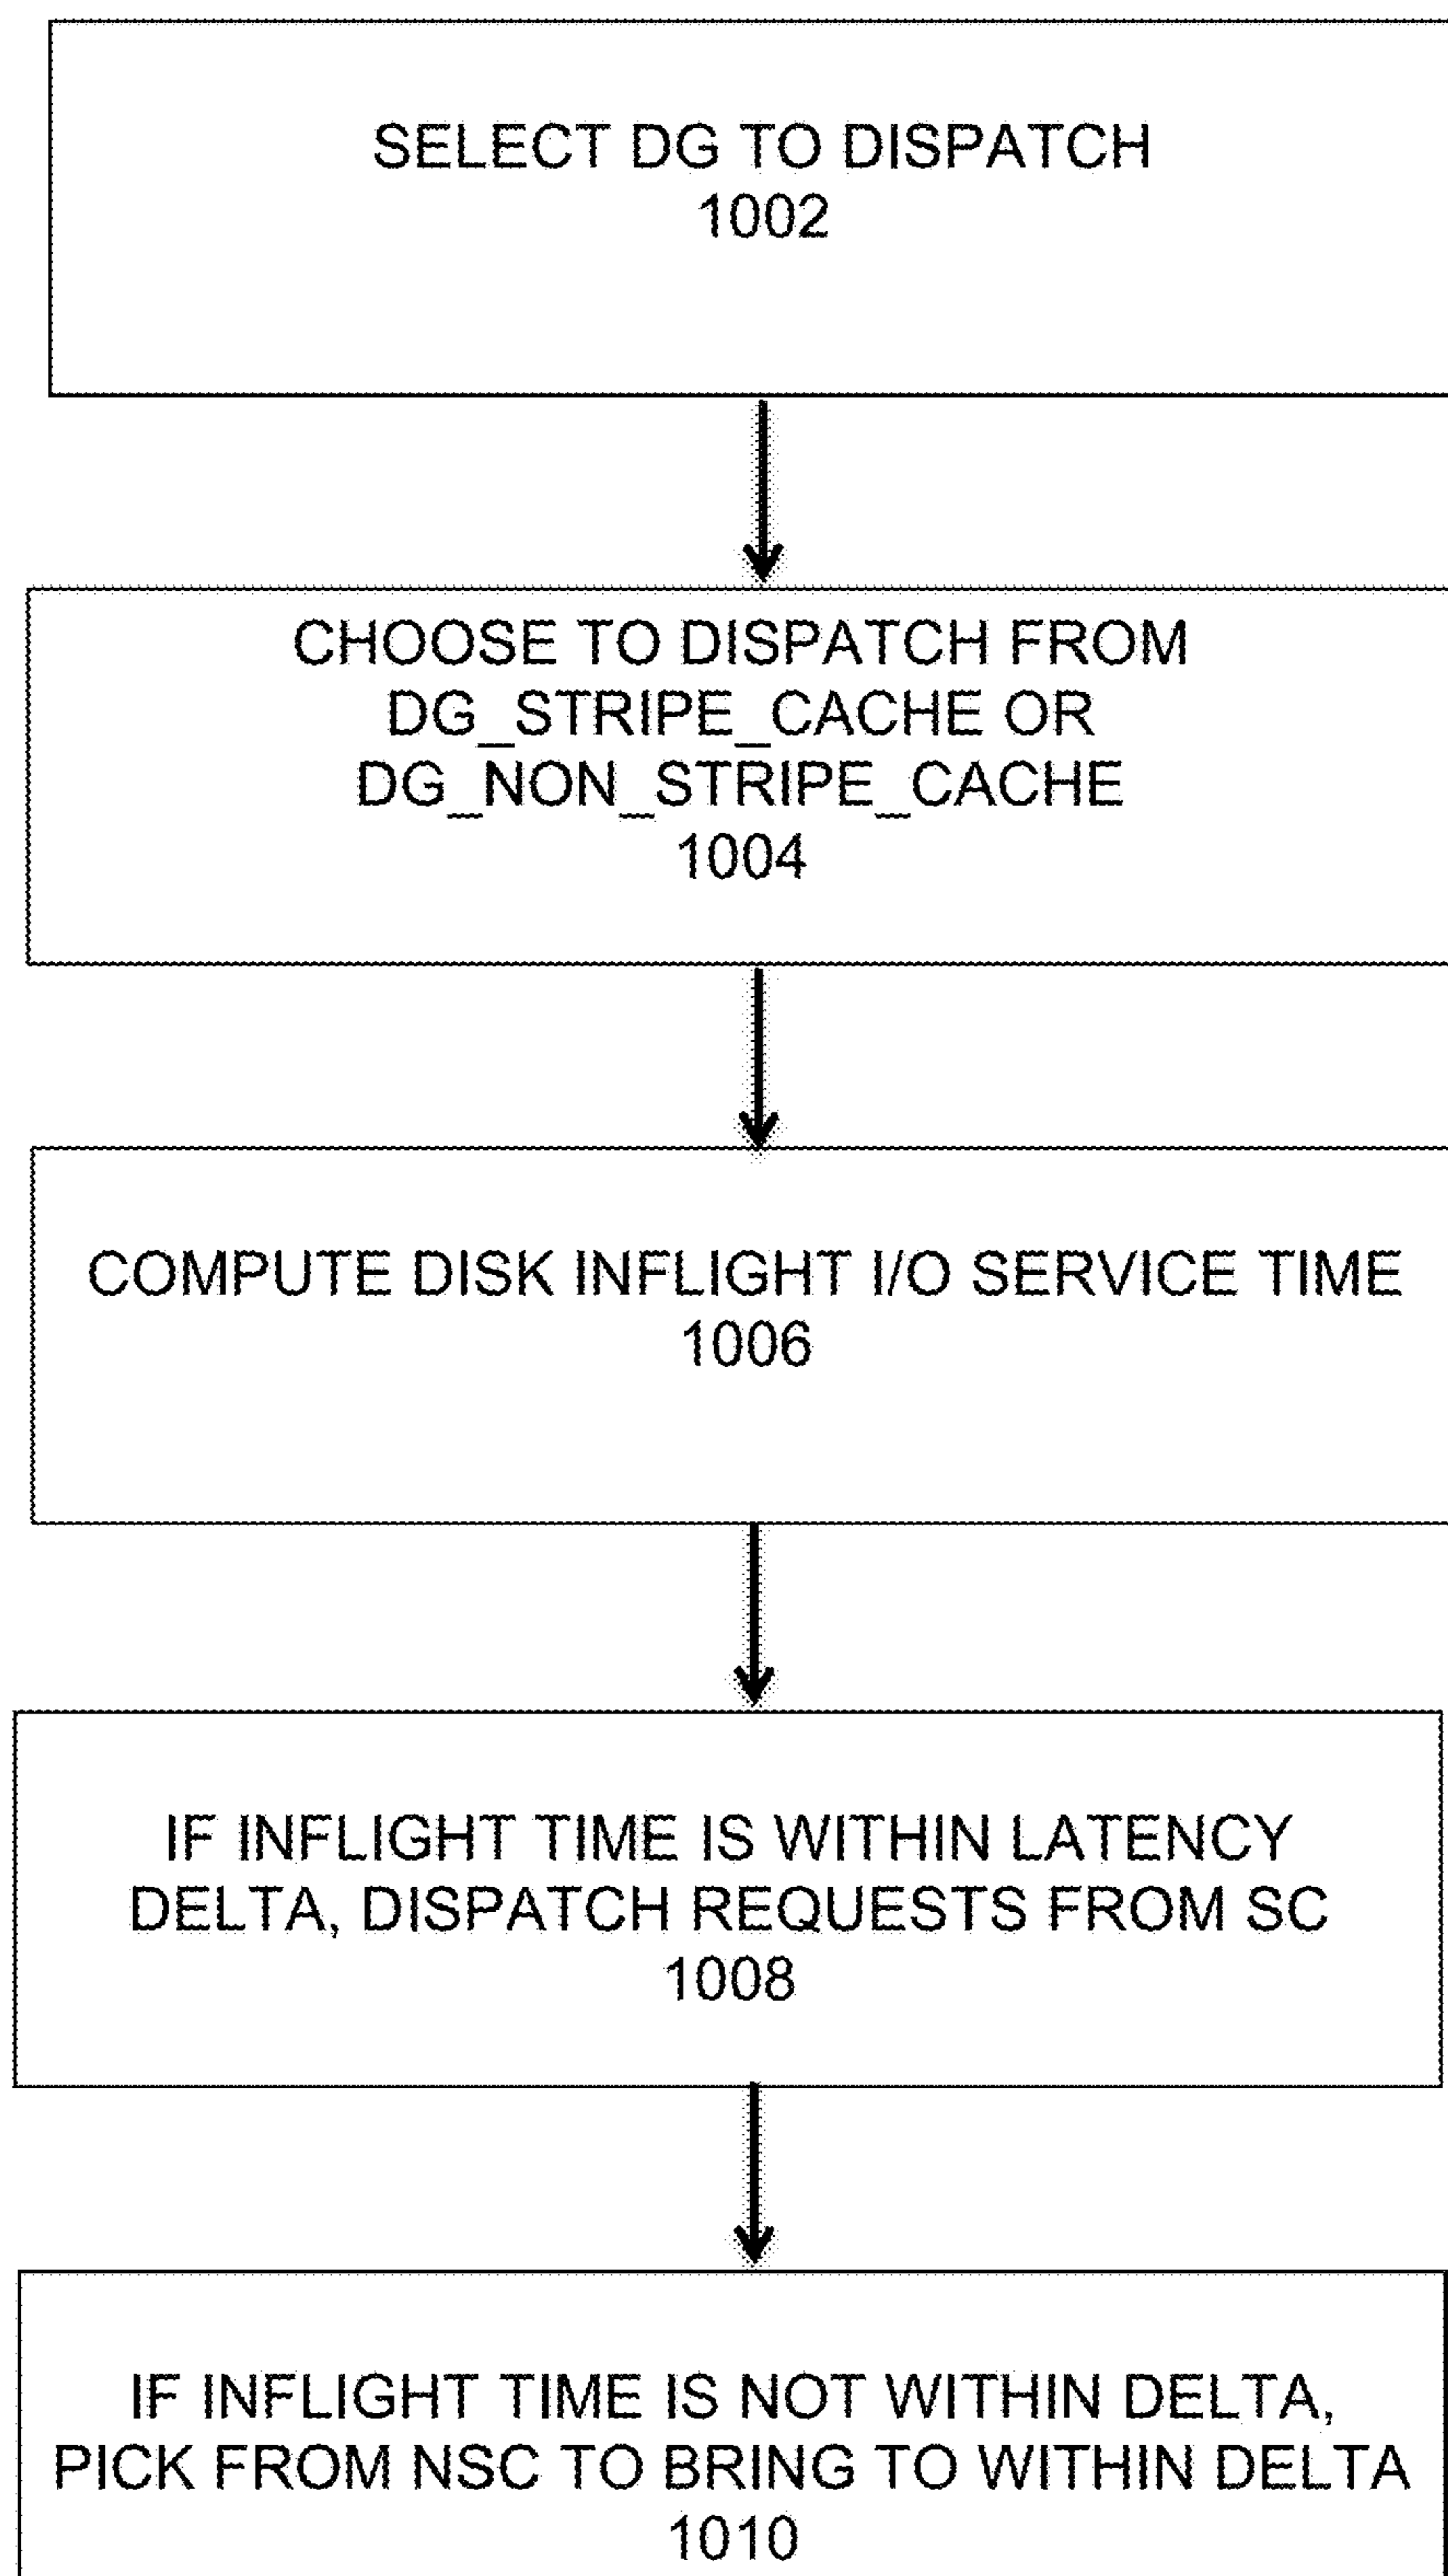 SELECT DG TO DISPATCH
1002
CHOOSE TO DISPATCH FROM
DG_STRIPE_CACHE OR
DG_NON_STRIPE_CACHE
1004
COMPUTE DISK INFLIGHT I/O SERVICE TIME
1006
IF INFLIGHT TIME IS WITHIN LATENCY
DELTA, DISPATCH REQUESTS FROM SC
1008
IF INFLIGHT TIME IS NOT WITHIN DELTA,
PICK FROM NSC TO BRING TO WITHIN DELTA
1010